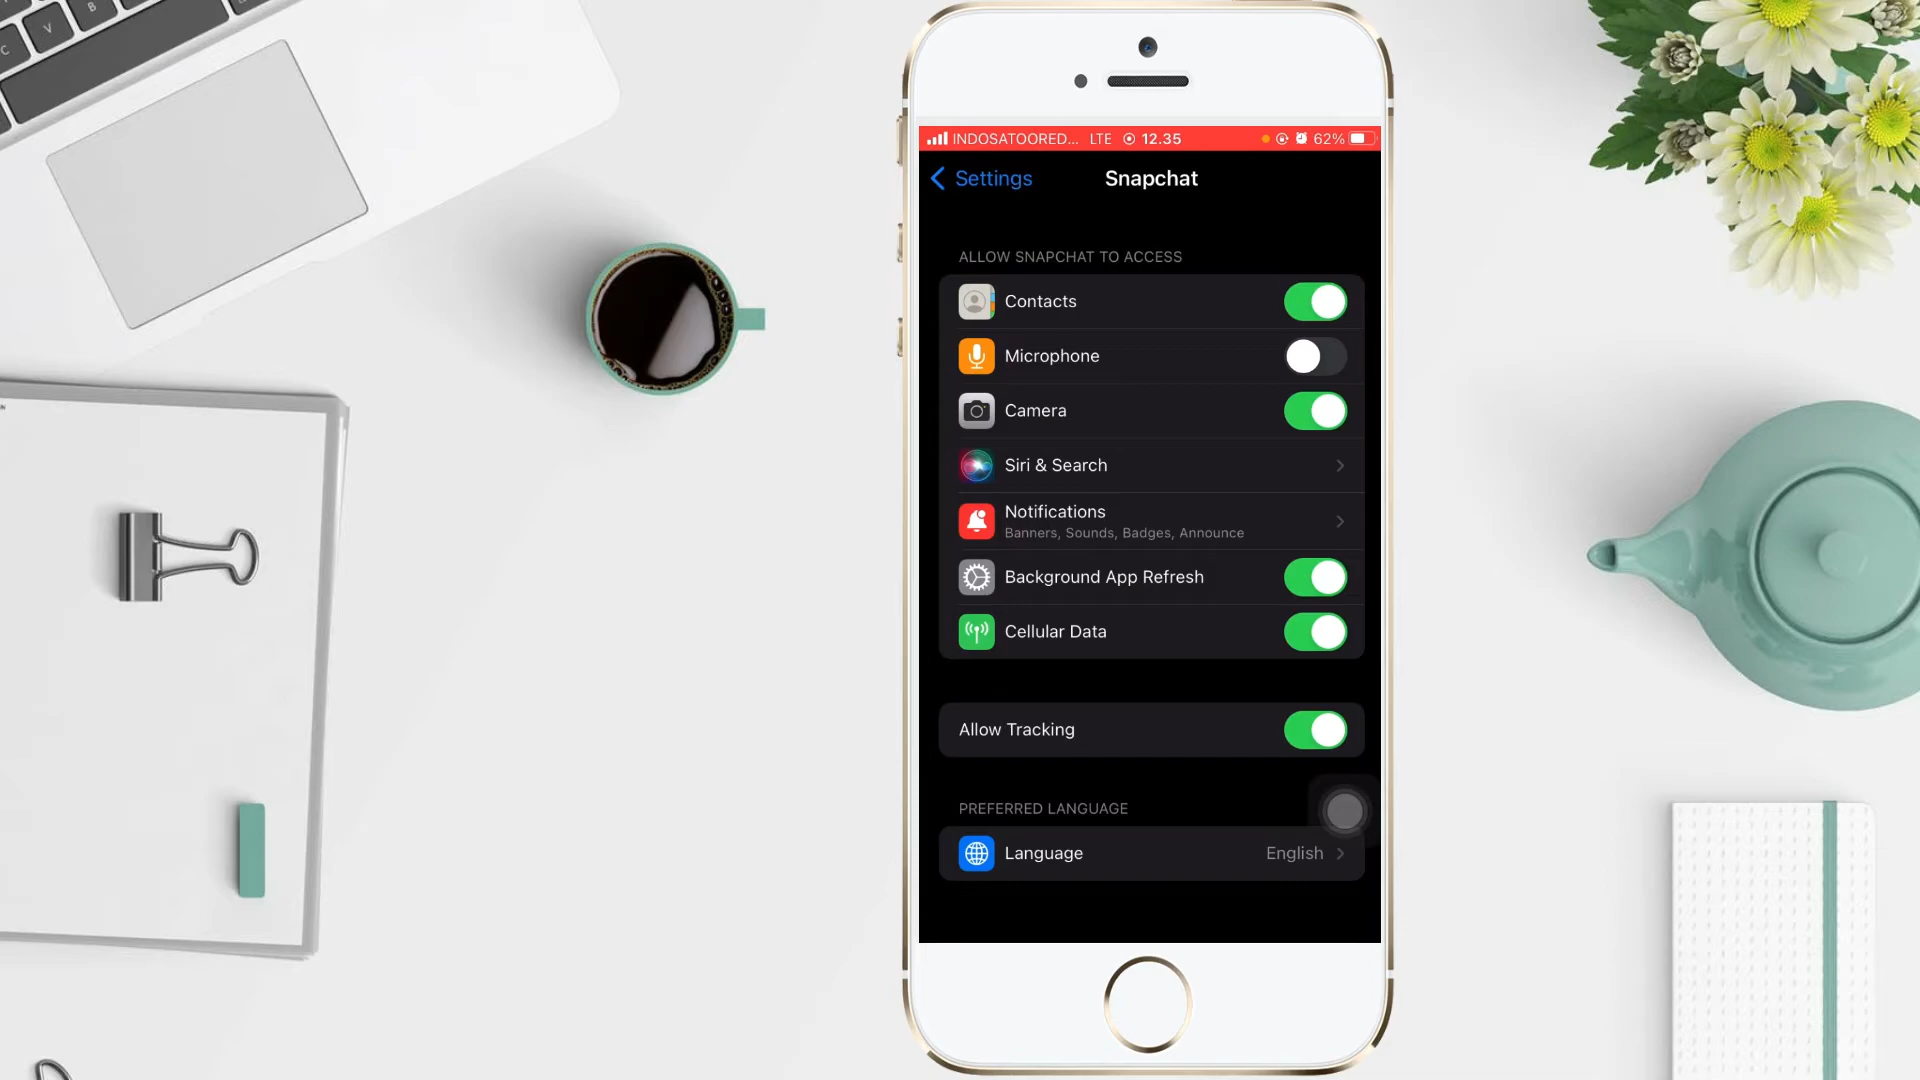 INDOSATOORED... LTE 12.35 62%
Settings Snapchat
ALLOW SNAPCHAT TO ACCESS
Contacts
Microphone
Camera
Siri & Search
Notifications
Banners, Sounds, Badges, Announce
Background App Refresh
Cellular Data
Allow Tracking
PREFERRED LANGUAGE
Language English
C V B